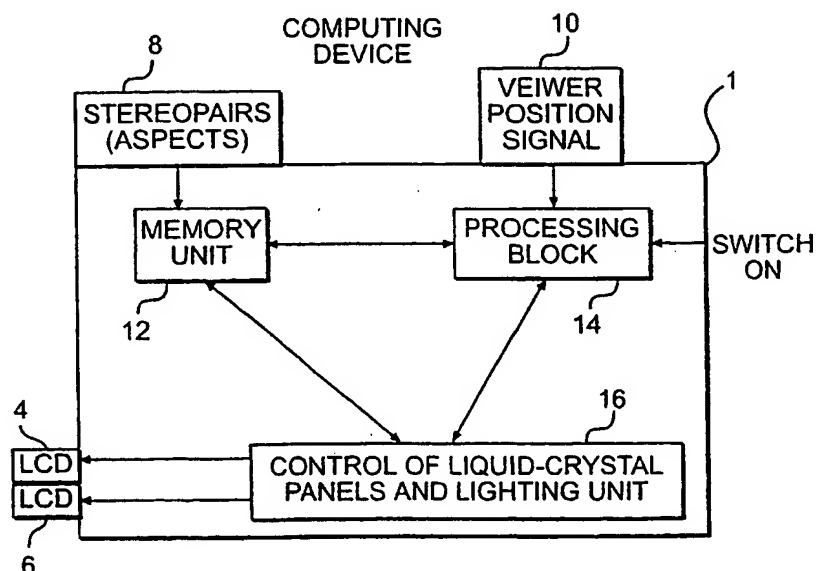 COMPUTING
DEVICE
8
10
1
STEREOPAIRS
(ASPECTS)
VEIWER
POSITION
SIGNAL
MEMORY
UNIT
PROCESSING
BLOCK
SWITCH
ON
12
14
16
4
LCD
LCD
6
CONTROL OF LIQUID-CRYSTAL
PANELS AND LIGHTING UNIT